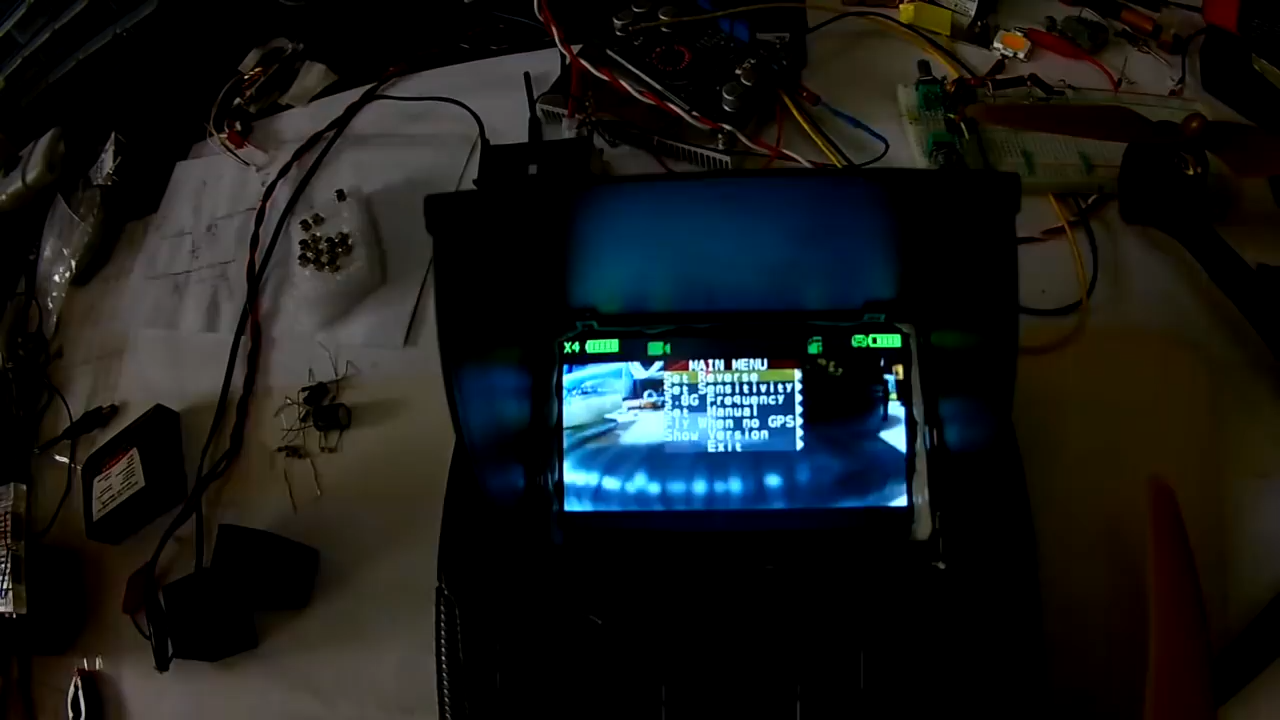 X4
MAIN MENU
Set Reverse
Set Sensitivity
5.8G Frequency
Set Manual
Fly When no GPS
Show Version
Exit